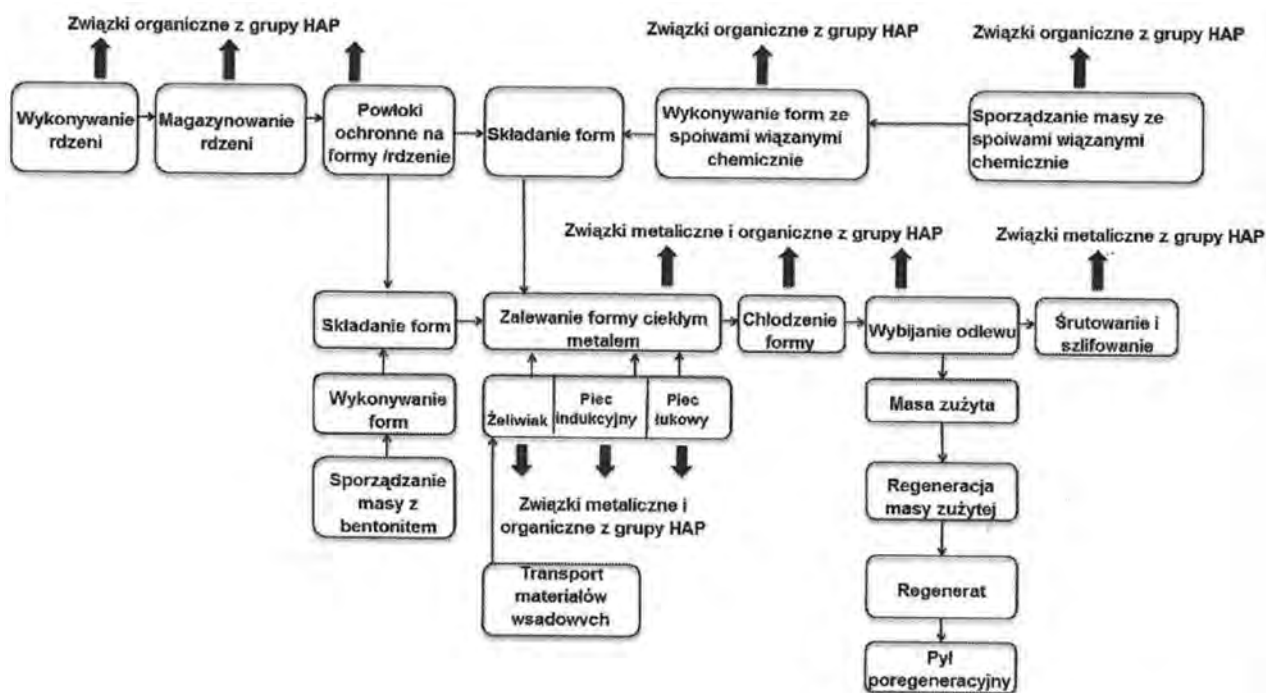 Związki organiczne z grupy HAP
Związki organiczne z grupy HAP
Związki organiczne z grupy HAP
Wykonywanie
rdzeni
Magazynowanie
rdzeni
Powłoki
ochronne na
formy /rdzenie
Składanie form
Wykonywanie form ze
spoiwami wiązanymi
chemicznie
Sporządzanie masy ze
spoiwami wiązanymi
chemicznie
Związki metaliczne i organiczne z grupy HAP
Związki metaliczne z grupy HAP
Składanie form
Zalewanie formy ciekłym
metalem
Chłodzenie
formy
Wybijanie odlewu
Śrutowanie i
szlifowanie
Wykonywanie
form
Żeliwiak
Piec
indukcyjny
Piec
łukowy
Masa zużyta
Sporządzanie
masy z
bentonitem
Związki metaliczne i
organiczne z grupy HAP
Regeneracja
masy zużytej
Transport
materiałów
wsadowych
Regenerat
Pył
poregeneracyjny